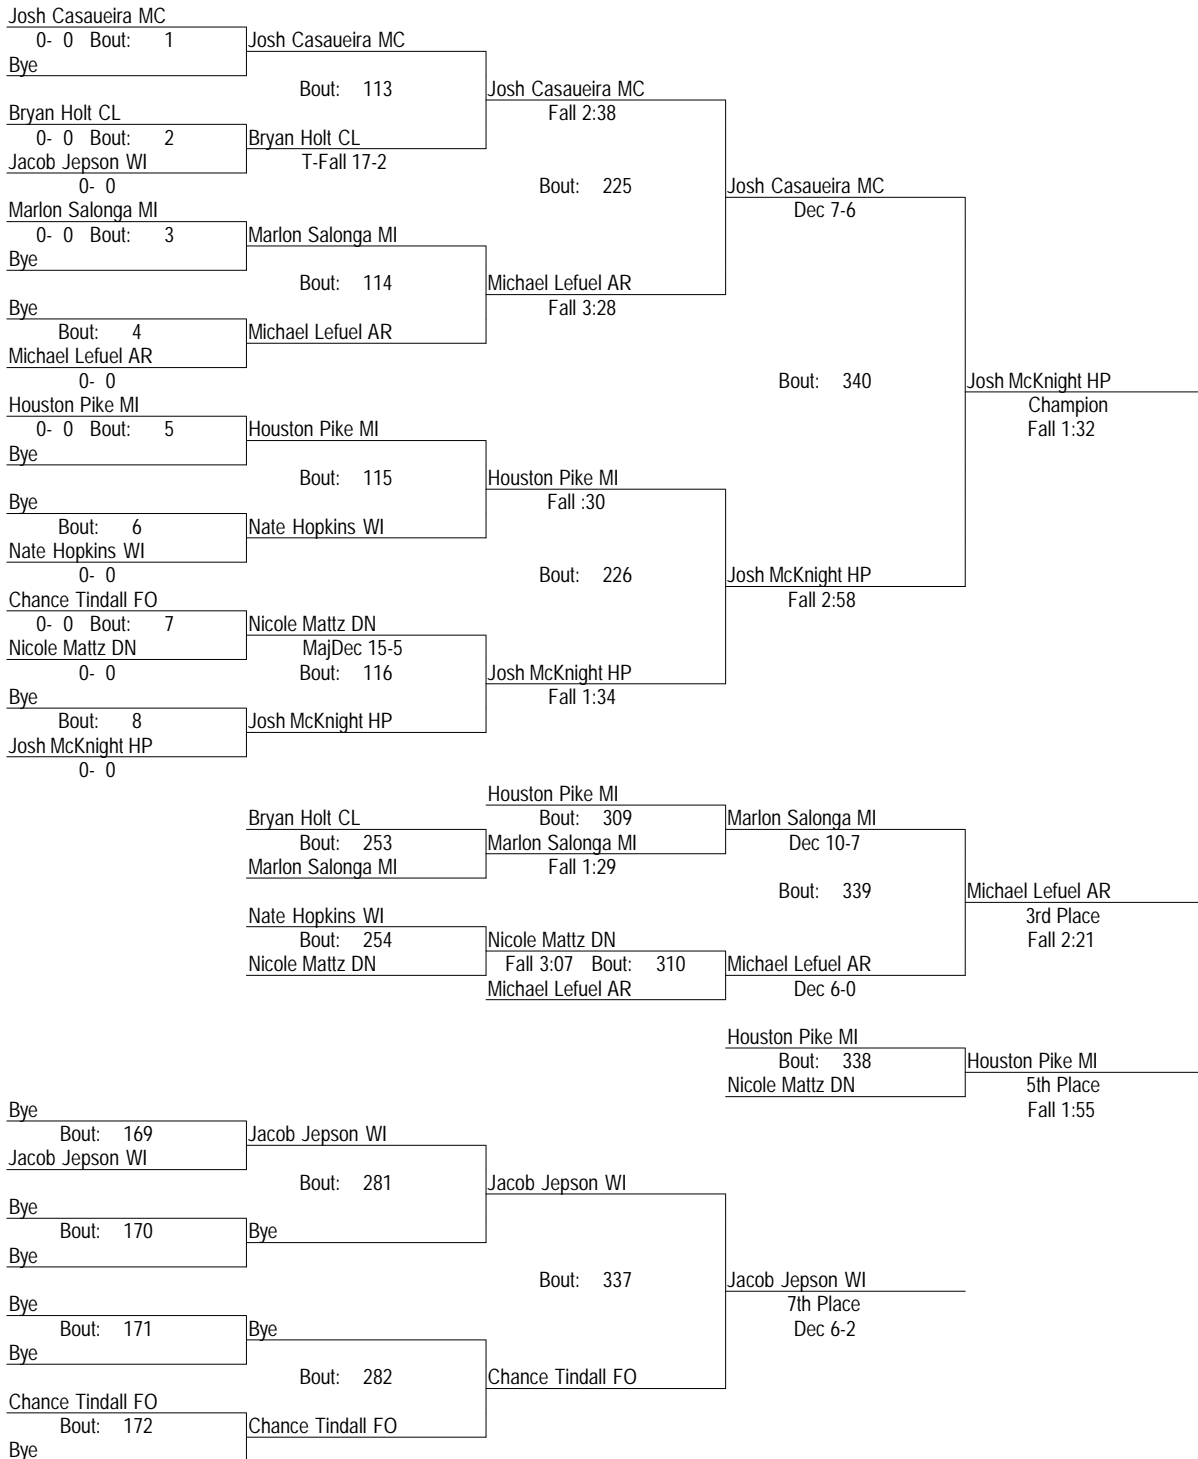 Josh Casaueira MC
0- 0 Bout: 1 Josh Casaueira MC
Bye
Bout: 113 Josh Casaueira MC
Bryan Holt CL Fall 2:38
0- 0 Bout: 2 Bryan Holt CL
Jacob Jepson WI T-Fall 17-2
0- 0 Bout: 225 Josh Casaueira MC
Marlon Salonga MI Dec 7-6
0- 0 Bout: 3 Marlon Salonga MI
Bye
Bout: 114 Michael Lefuel AR
Bye Fall 3:28
Bout: 4 Michael Lefuel AR
Michael Lefuel AR
0- 0 Bout: 340 Josh McKnight HP
Houston Pike MI Champion
0- 0 Bout: 5 Houston Pike MI Fall 1:32
Bye
Bout: 115 Houston Pike MI
Bye Fall :30
Bout: 6 Nate Hopkins WI
Nate Hopkins WI
0- 0 Bout: 226 Josh McKnight HP
Chance Tindall FO Fall 2:58
0- 0 Bout: 7 Nicole Mattz DN
Nicole Mattz DN MajDec 15-5
0- 0 Bout: 116 Josh McKnight HP
Bye Fall 1:34
Bout: 8 Josh McKnight HP
Josh McKnight HP
0- 0
Houston Pike MI
Bryan Holt CL Bout: 309 Marlon Salonga MI
Bout: 253 Marlon Salonga MI Dec 10-7
Marlon Salonga MI Fall 1:29
Bout: 339 Michael Lefuel AR
Nate Hopkins WI 3rd Place
Bout: 254 Nicole Mattz DN Fall 2:21
Nicole Mattz DN Fall 3:07 Bout: 310 Michael Lefuel AR
Michael Lefuel AR Dec 6-0
Houston Pike MI
Bout: 338 Houston Pike MI
Nicole Mattz DN 5th Place
Bye Fall 1:55
Bout: 169 Jacob Jepson WI
Jacob Jepson WI
Bout: 281 Jacob Jepson WI
Bye
Bout: 170 Bye
Bye
Bout: 337 Jacob Jepson WI
Bye 7th Place
Bout: 171 Bye Dec 6-2
Bye
Bout: 282 Chance Tindall FO
Chance Tindall FO
Bout: 172 Chance Tindall FO
Bye